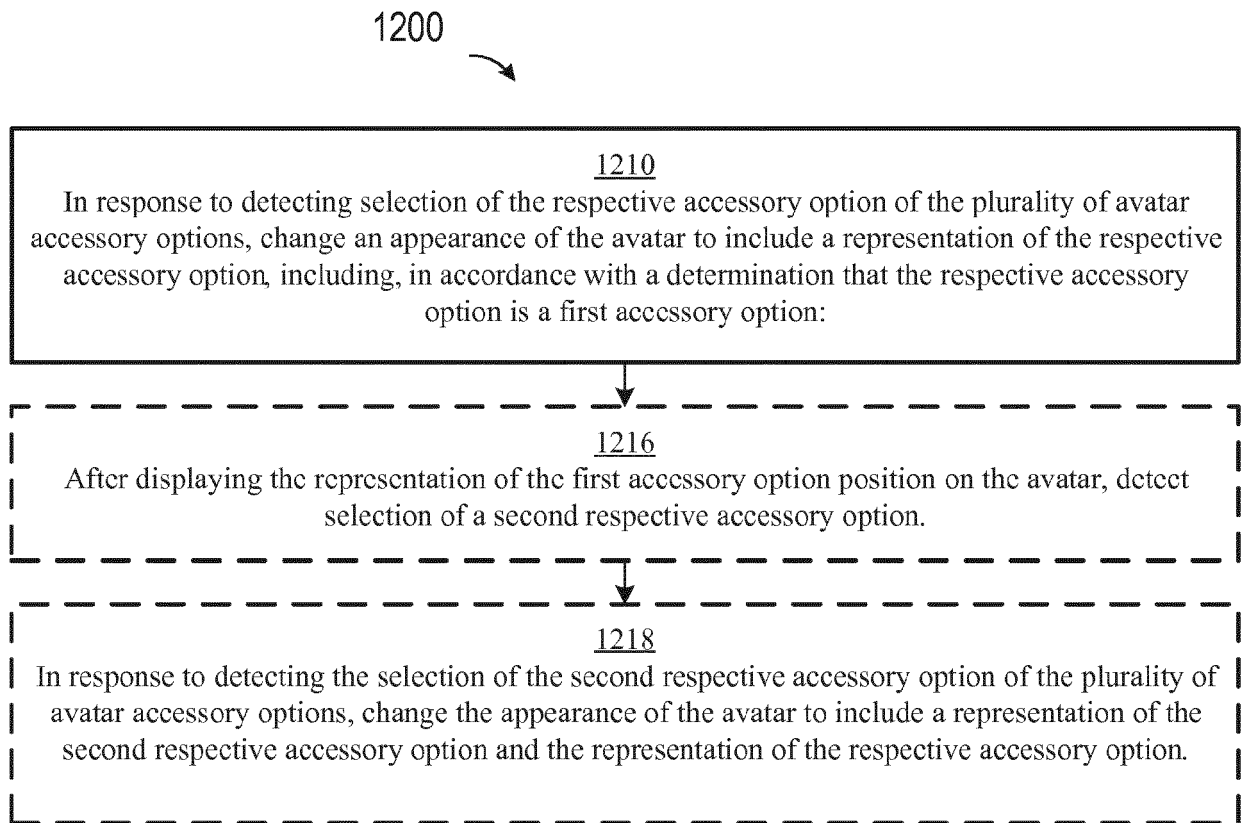 1200
1210
In response to detecting selection of the respective accessory option of the plurality of avatar
accessory options, change an appearance of the avatar to include a representation of the respective
accessory option, including, in accordance with a determination that the respective accessory
option is a first accessory option:
1216
After displaying the representation of the first accessory option position on the avatar, detect
selection of a second respective accessory option.
1218
In response to detecting the selection of the second respective accessory option of the plurality of
avatar accessory options, change the appearance of the avatar to include a representation of the
second respective accessory option and the representation of the respective accessory option.